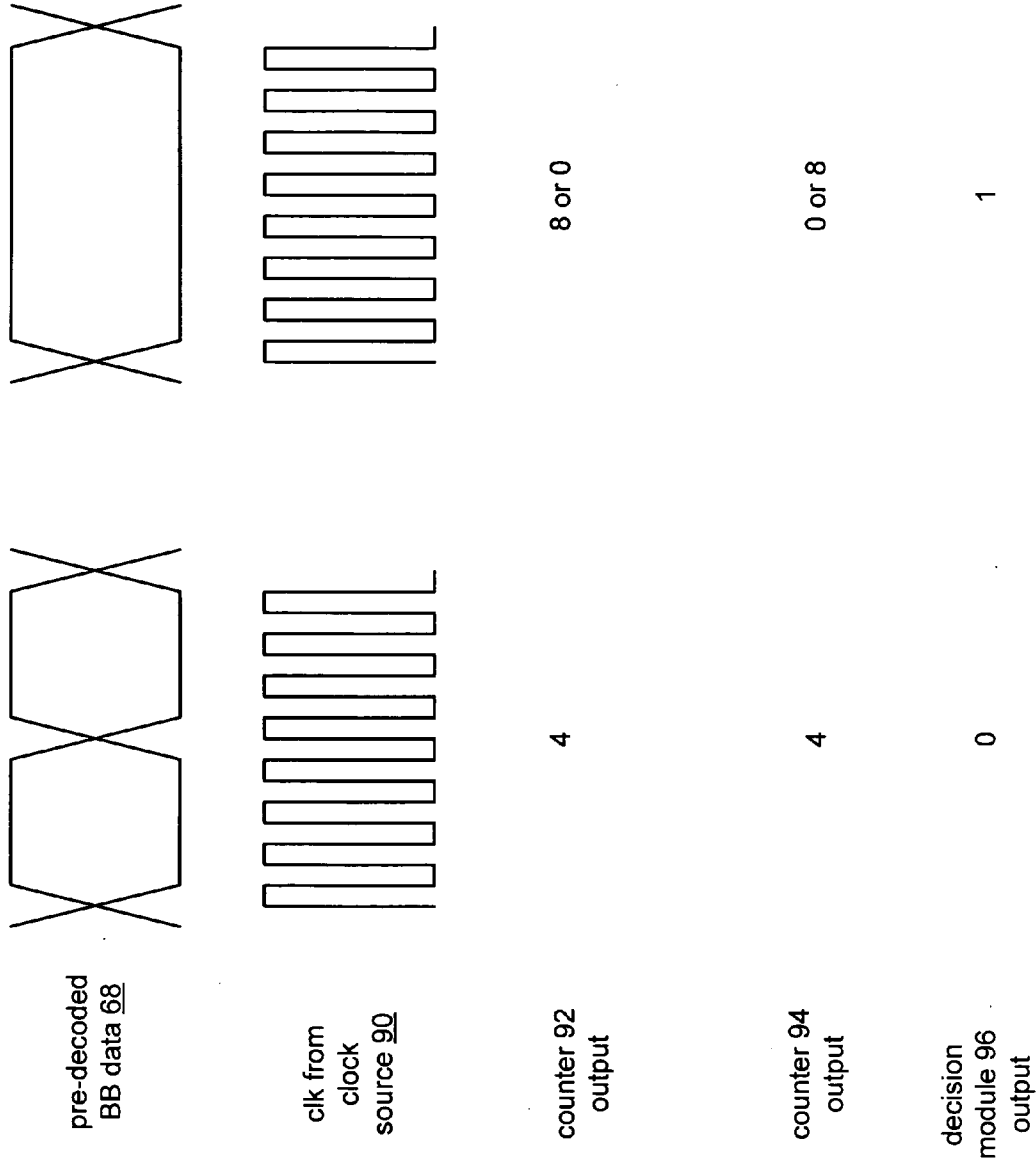 pre-decoded
BB data 68
clk from
clock
source 90
counter 92
output
4
8 or 0
counter 94
output
4
0 or 8
decision
module 96
output
0
1